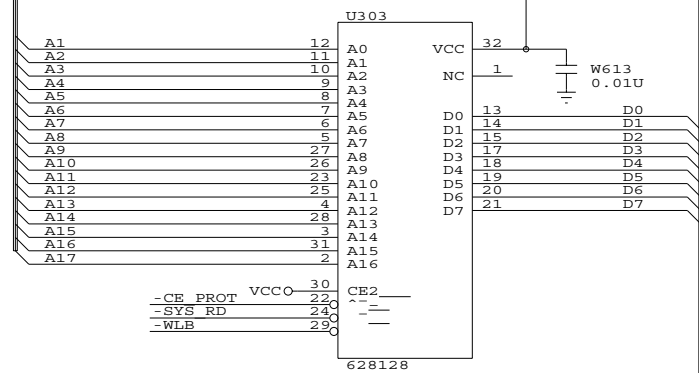 U303
A1 12 A0 VCC 32
A2 11 A1
A3 10 A2 NC 1
A4 9 A3
A5 8 A4
A6 7 A5 D0 13 D0
A7 6 A6 D1 14 D1
A8 5 A7 D2 15 D2
A9 27 A8 D3 17 D3
A10 26 A9 D4 18 D4
A11 23 A10 D5 19 D5
A12 25 A11 D6 20 D6
A13 4 A12 D7 21 D7
A14 28 A13
A15 3 A14
A16 31 A15
A17 2 A16
W613
0.01U
VCC 30 CE2
-CE PROT 22
-SYS RD 24
-WLB 29
628128